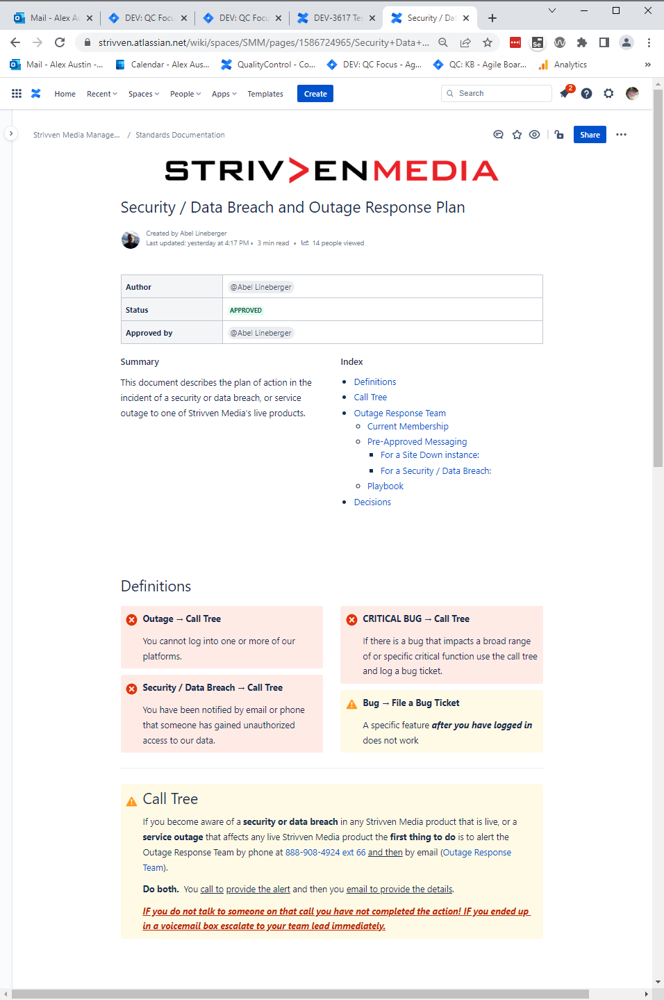 Mail - Alex Au
DEV: QC Focu
DEV: QC Focu
DEV-3617 Tes
Security / Dat
strivven.atlassian.net/wiki/spaces/SMM/pages/1586724965/Security+Data+...
Se
Mail - Alex Austin -...
Calendar - Alex Aus...
QualityControl - Co...
DEV: QC Focus - Ag...
QC: KB - Agile Boar...
Analytics
»
Home
Recent
Spaces
People
Apps
Templates
Create
Search
2
Strivven Media Manage... / Standards Documentation
Share
STRIV>ENMEDIA
Security / Data Breach and Outage Response Plan
Created by Abel Lineberger
Last updated: yesterday at 4:17 PM • 3 min read • 14 people viewed
Author @Abel Lineberger
Status APPROVED
Approved by @Abel Lineberger
Summary
This document describes the plan of action in the
incident of a security or data breach, or service
outage to one of Strivven Media's live products.
Index
Definitions
Call Tree
Outage Response Team
Current Membership
Pre-Approved Messaging
For a Site Down instance:
For a Security / Data Breach:
Playbook
Decisions
Definitions
Outage → Call Tree
You cannot log into one or more of our
platforms.
Security / Data Breach → Call Tree
You have been notified by email or phone
that someone has gained unauthorized
access to our data.
CRITICAL BUG → Call Tree
If there is a bug that impacts a broad range
of or specific critical function use the call tree
and log a bug ticket.
Bug → File a Bug Ticket
A specific feature after you have logged in
does not work
Call Tree
If you become aware of a security or data breach in any Strivven Media product that is live, or a
service outage that affects any live Strivven Media product the first thing to do is to alert the
Outage Response Team by phone at 888-908-4924 ext 66 and then by email (Outage Response
Team).
Do both. You call to provide the alert and then you email to provide the details.
IF you do not talk to someone on that call you have not completed the action! IF you ended up
in a voicemail box escalate to your team lead immediately.